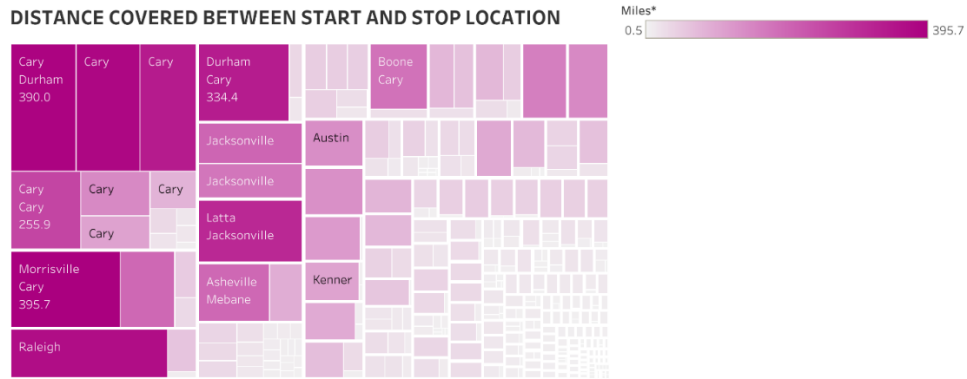 DISTANCE COVERED BETWEEN START AND STOP LOCATION
Miles*
0.5
395.7
Cary
Durham
390.0
Cary
Cary
Durham
Cary
334.4
Boone
Cary
Jacksonville
Austin
Jacksonville
Cary
Cary
255.9
Cary
Cary
Cary
Latta
Jacksonville
Morrisville
Cary
395.7
Asheville
Mebane
Kenner
Raleigh